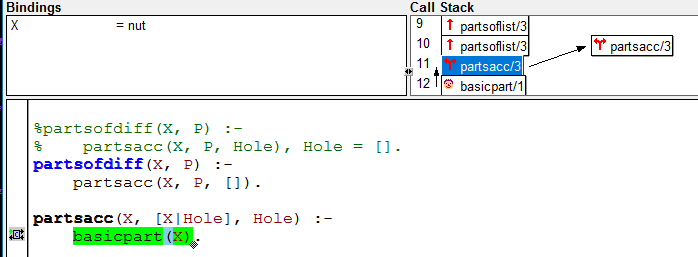 Bindings
Call Stack
X = nut
9 partsoflist/3
10 partsoflist/3
partsacc/3
11 partsacc/3
12 basicpart/1
%partsofdiff(X, P) :-
%    partsacc(X, P, Hole), Hole = [].
partsofdiff(X, P) :-
    partsacc(X, P, []).
partsacc(X, [X|Hole], Hole) :-
    basicpart(X).